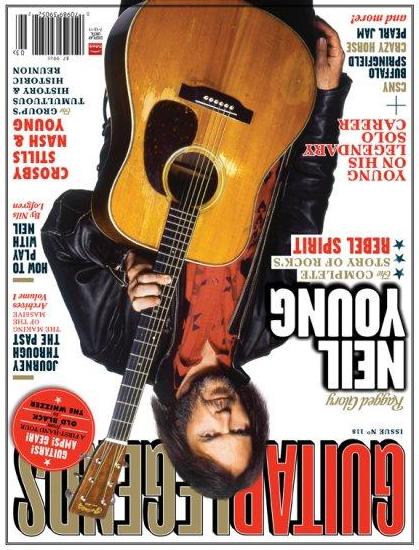 GUITAR LEGENDS
ISSUE Nº 118
Ragged Glory
NEIL
YOUNG
The COMPLETE
STORY OF ROCK'S
REBEL SPIRIT
YOUNG
ON HIS
LEGENDARY
SOLO
CAREER
+
CSNY
BUFFALO
SPRINGFIELD
CRAZY HORSE
PEARL JAM
and more!
GUITARS!
AMPS! GEAR!
A FIRST-HAND TOUR
OLD BLACK
THE WHIZZER
JOURNEY
THROUGH
THE PAST
THE MAKING
OF THE
MASSIVE
Archives Volume 1
HOW TO
PLAY
WITH
NEIL
By Nils Lofgren
CROSBY
STILLS
NASH &
YOUNG
The GROUP'S
TUMULTUOUS
HISTORY &
HISTORIC
REUNION